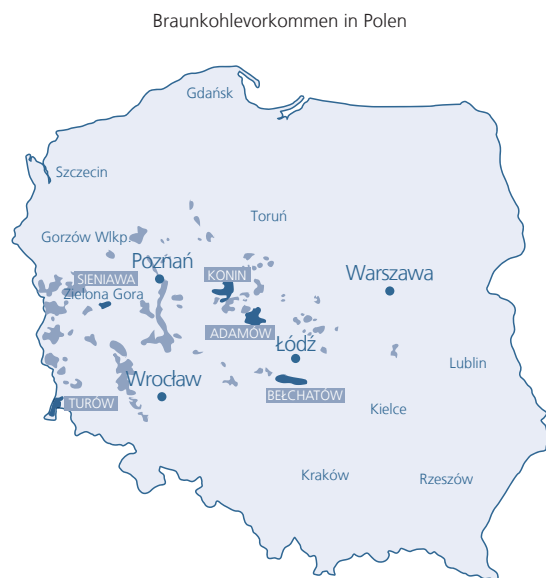 Braunkohlevorkommen in Polen
Gdańsk
Szczecin
Toruń
Gorzów Wlkp.
Poznań
SIENIAWA
KONIN
Warszawa
Zielona Gora
ADAMÓW
Łódź
Lublin
Wrocław
BEŁCHATÓW
TURÓW
Kielce
Kraków
Rzeszów